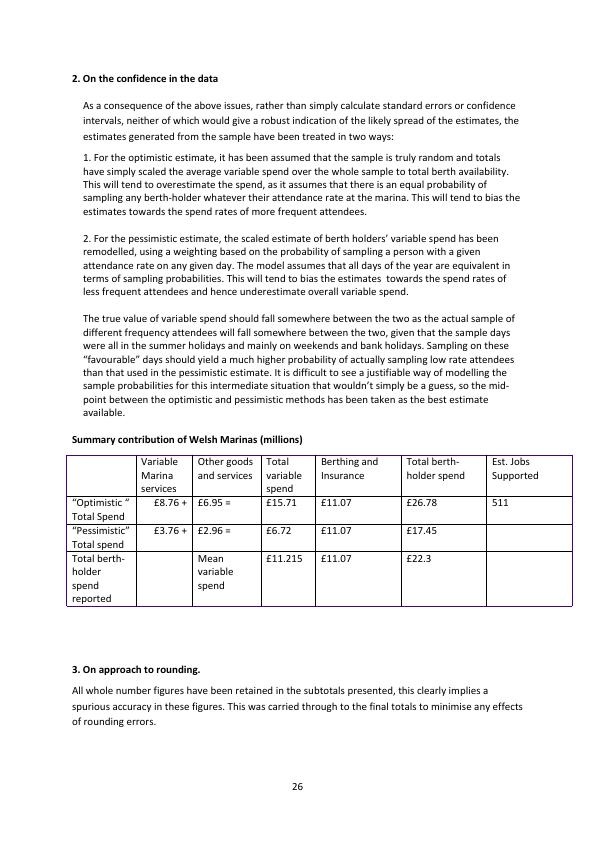 2. On the confidence in the data
As a consequence of the above issues, rather than simply calculate standard errors or confidence
intervals, neither of which would give a robust indication of the likely spread of the estimates, the
estimates generated from the sample have been treated in two ways:
1. For the optimistic estimate, it has been assumed that the sample is truly random and totals
have simply scaled the average variable spend over the whole sample to total berth availability.
This will tend to overestimate the spend, as it assumes that there is an equal probability of
sampling any berth-holder whatever their attendance rate at the marina. This will tend to bias the
estimates towards the spend rates of more frequent attendees.
2. For the pessimistic estimate, the scaled estimate of berth holders’ variable spend has been
remodelled, using a weighting based on the probability of sampling a person with a given
attendance rate on any given day. The model assumes that all days of the year are equivalent in
terms of sampling probabilities. This will tend to bias the estimates  towards the spend rates of
less frequent attendees and hence underestimate overall variable spend.
The true value of variable spend should fall somewhere between the two as the actual sample of
different frequency attendees will fall somewhere between the two, given that the sample days
were all in the summer holidays and mainly on weekends and bank holidays. Sampling on these
“favourable” days should yield a much higher probability of actually sampling low rate attendees
than that used in the pessimistic estimate. It is difficult to see a justifiable way of modelling the
sample probabilities for this intermediate situation that wouldn’t simply be a guess, so the mid-
point between the optimistic and pessimistic methods has been taken as the best estimate
available.
Summary contribution of Welsh Marinas (millions)
Variable Other goods Total Berthing and Total berth- Est. Jobs
Marina and services variable Insurance holder spend Supported
services spend
“Optimistic “ £8.76 + £6.95 = £15.71 £11.07 £26.78 511
Total Spend
“Pessimistic” £3.76 + £2.96 = £6.72 £11.07 £17.45
Total spend
Total berth- Mean £11.215 £11.07 £22.3
holder variable
spend spend
reported
3. On approach to rounding.
All whole number figures have been retained in the subtotals presented, this clearly implies a
spurious accuracy in these figures. This was carried through to the final totals to minimise any effects
of rounding errors.
26